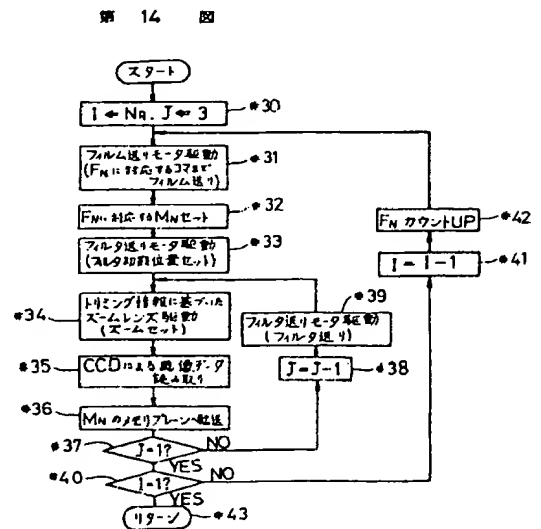 第 14 図
スタート
I ← NA. J ← 3 *30
フィルム送りモータ駆動 *31
(FNに対応するコマまで
フィルム送り)
FNに対応するMNセット *32
フィルタ送りモータ駆動 *33
(フィルタ初期位置セット)
トリミング情報に基づいた
ズームレンズ駆動
(ズームセット)
*34
CCDによる画像データ
読み取り
*35
MNのメモリプレーンへ転送
*36
*37 J=1? NO
YES
*40 I=1? NO
YES
リターン *43
J=J-1 *38
フィルタ送りモータ駆動
(フィルタ送り)
*39
I = I-1 *41
FN カウントUP *42